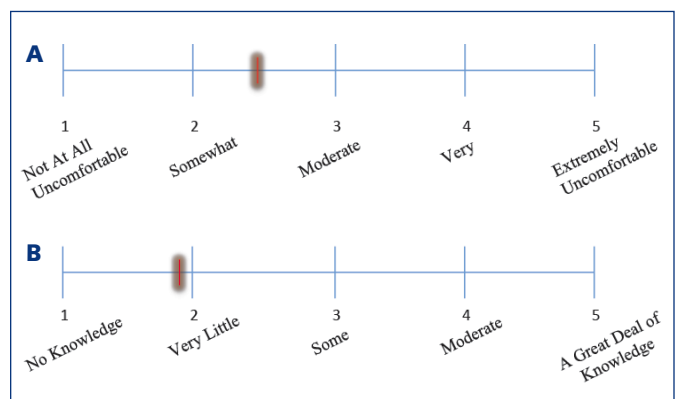 A
1 2 3 4 5
Not At All
Uncomfortable
Somewhat
Moderate
Very
Extremely
Uncomfortable
B
1 2 3 4 5
No Knowledge
Very Little
Some
Moderate
A Great Deal of
Knowledge